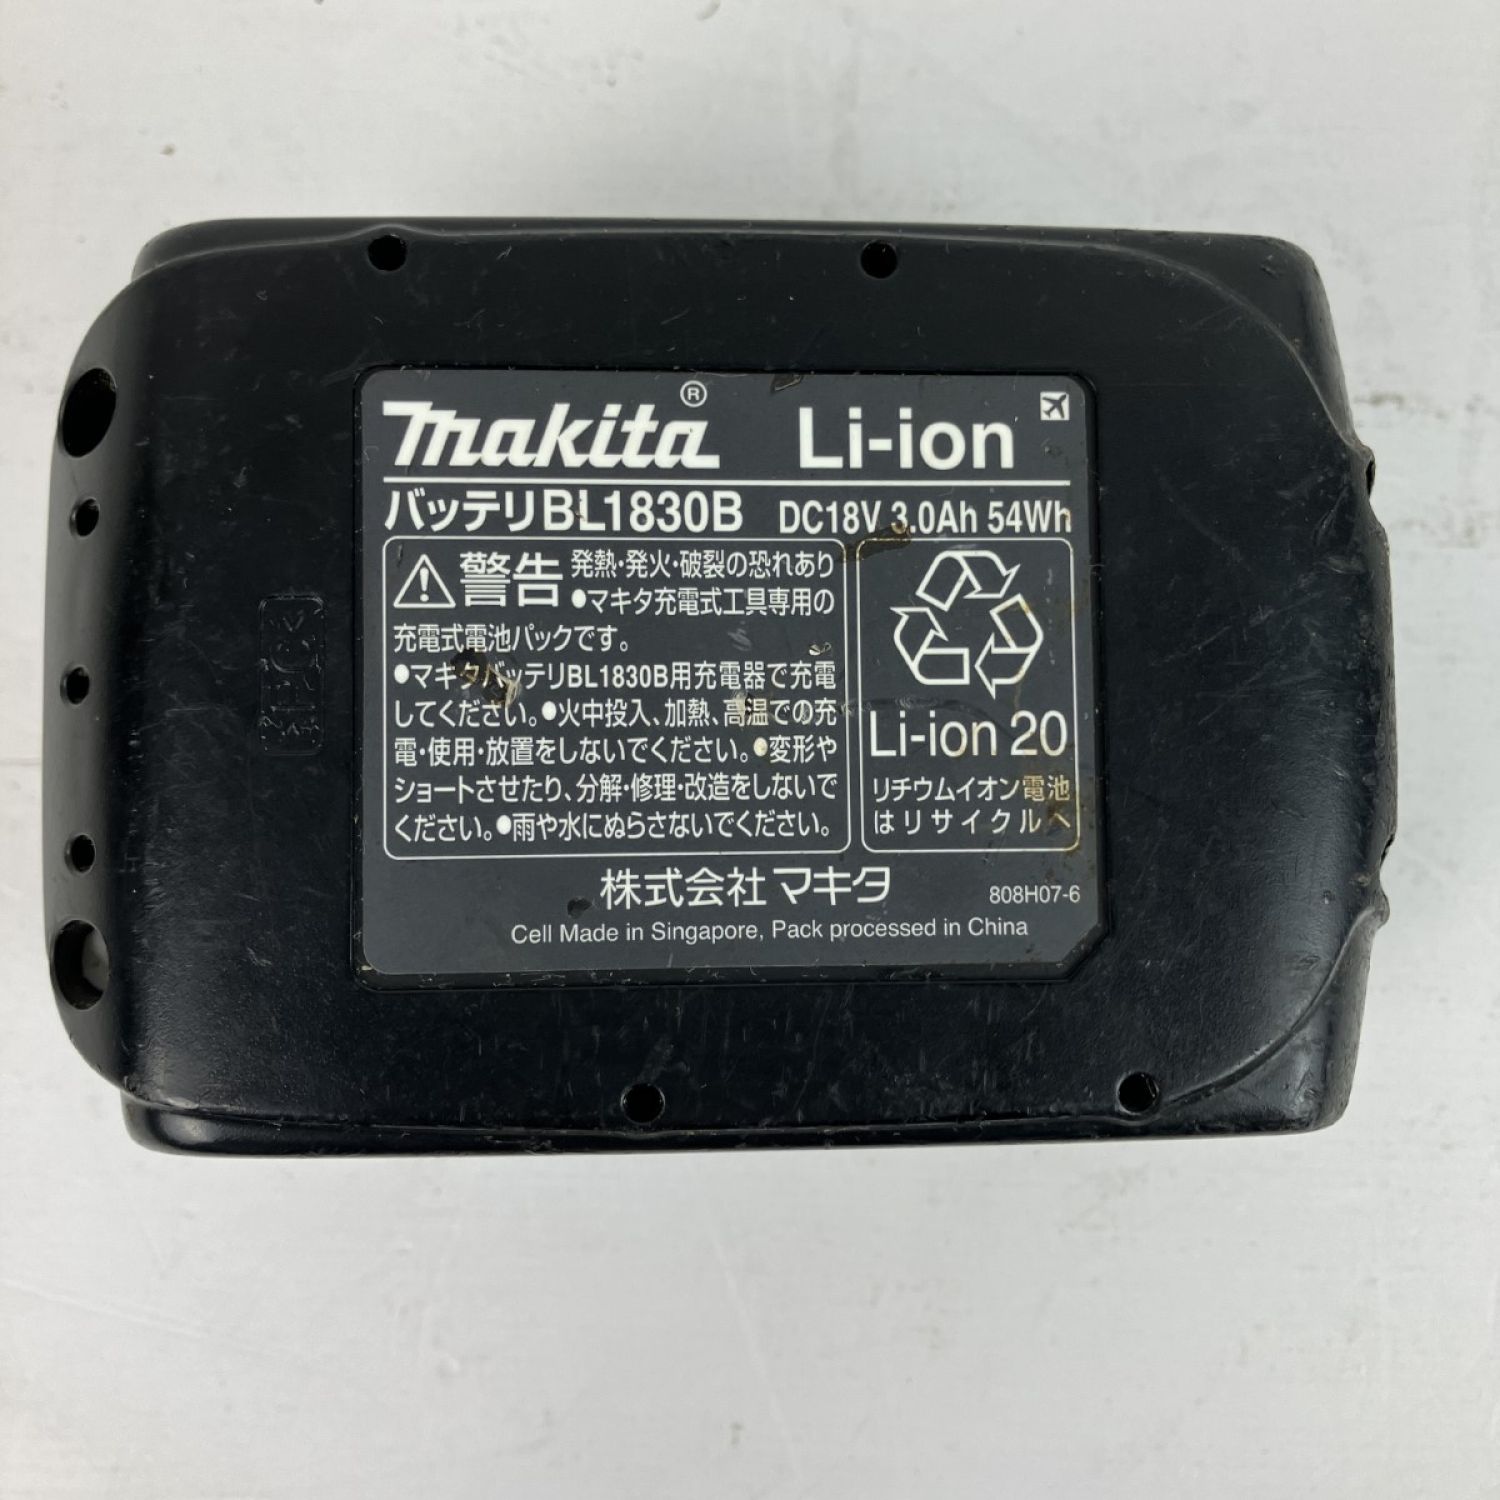 makita®
Li-ion
バッテリBL1830B
DC18V 3.0Ah 54Wh
警告
発熱・発火・破裂の恐れあり
●マキタ充電式工具専用の
充電式電池パックです。
●マキタバッテリBL1830B用充電器で充電
してください。●火中投入、加熱、高温での充
電・使用・放置をしないでください。●変形や
ショートさせたり、分解・修理・改造をしないで
ください。●雨や水にぬらさないでください。
Li-ion 20
リチウムイオン電池
はリサイクルへ
株式会社マキタ
808H07-6
Cell Made in Singapore, Pack processed in China